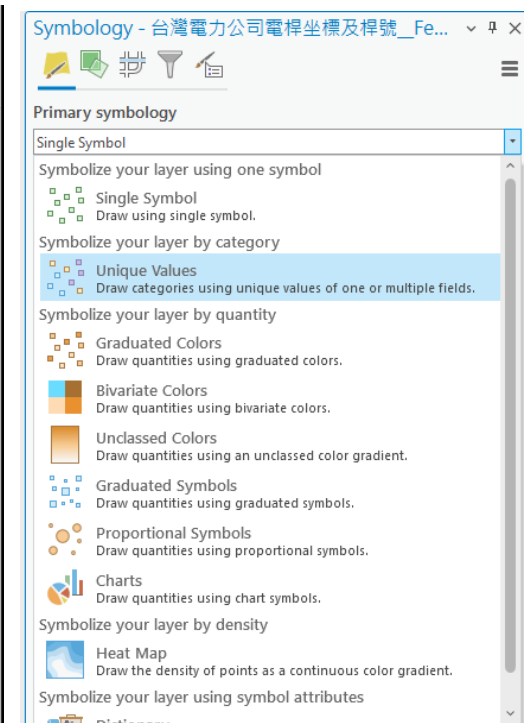 Symbology - 台灣電力公司電桿坐標及桿號__Fe...
Primary symbology
Single Symbol
Symbolize your layer using one symbol
Single Symbol
Draw using single symbol.
Symbolize your layer by category
Unique Values
Draw categories using unique values of one or multiple fields.
Symbolize your layer by quantity
Graduated Colors
Draw quantities using graduated colors.
Bivariate Colors
Draw quantities using bivariate colors.
Unclassed Colors
Draw quantities using an unclassed color gradient.
Graduated Symbols
Draw quantities using graduated symbols.
Proportional Symbols
Draw quantities using proportional symbols.
Charts
Draw quantities using chart symbols.
Symbolize your layer by density
Heat Map
Draw the density of points as a continuous color gradient.
Symbolize your layer using symbol attributes
Dictionary